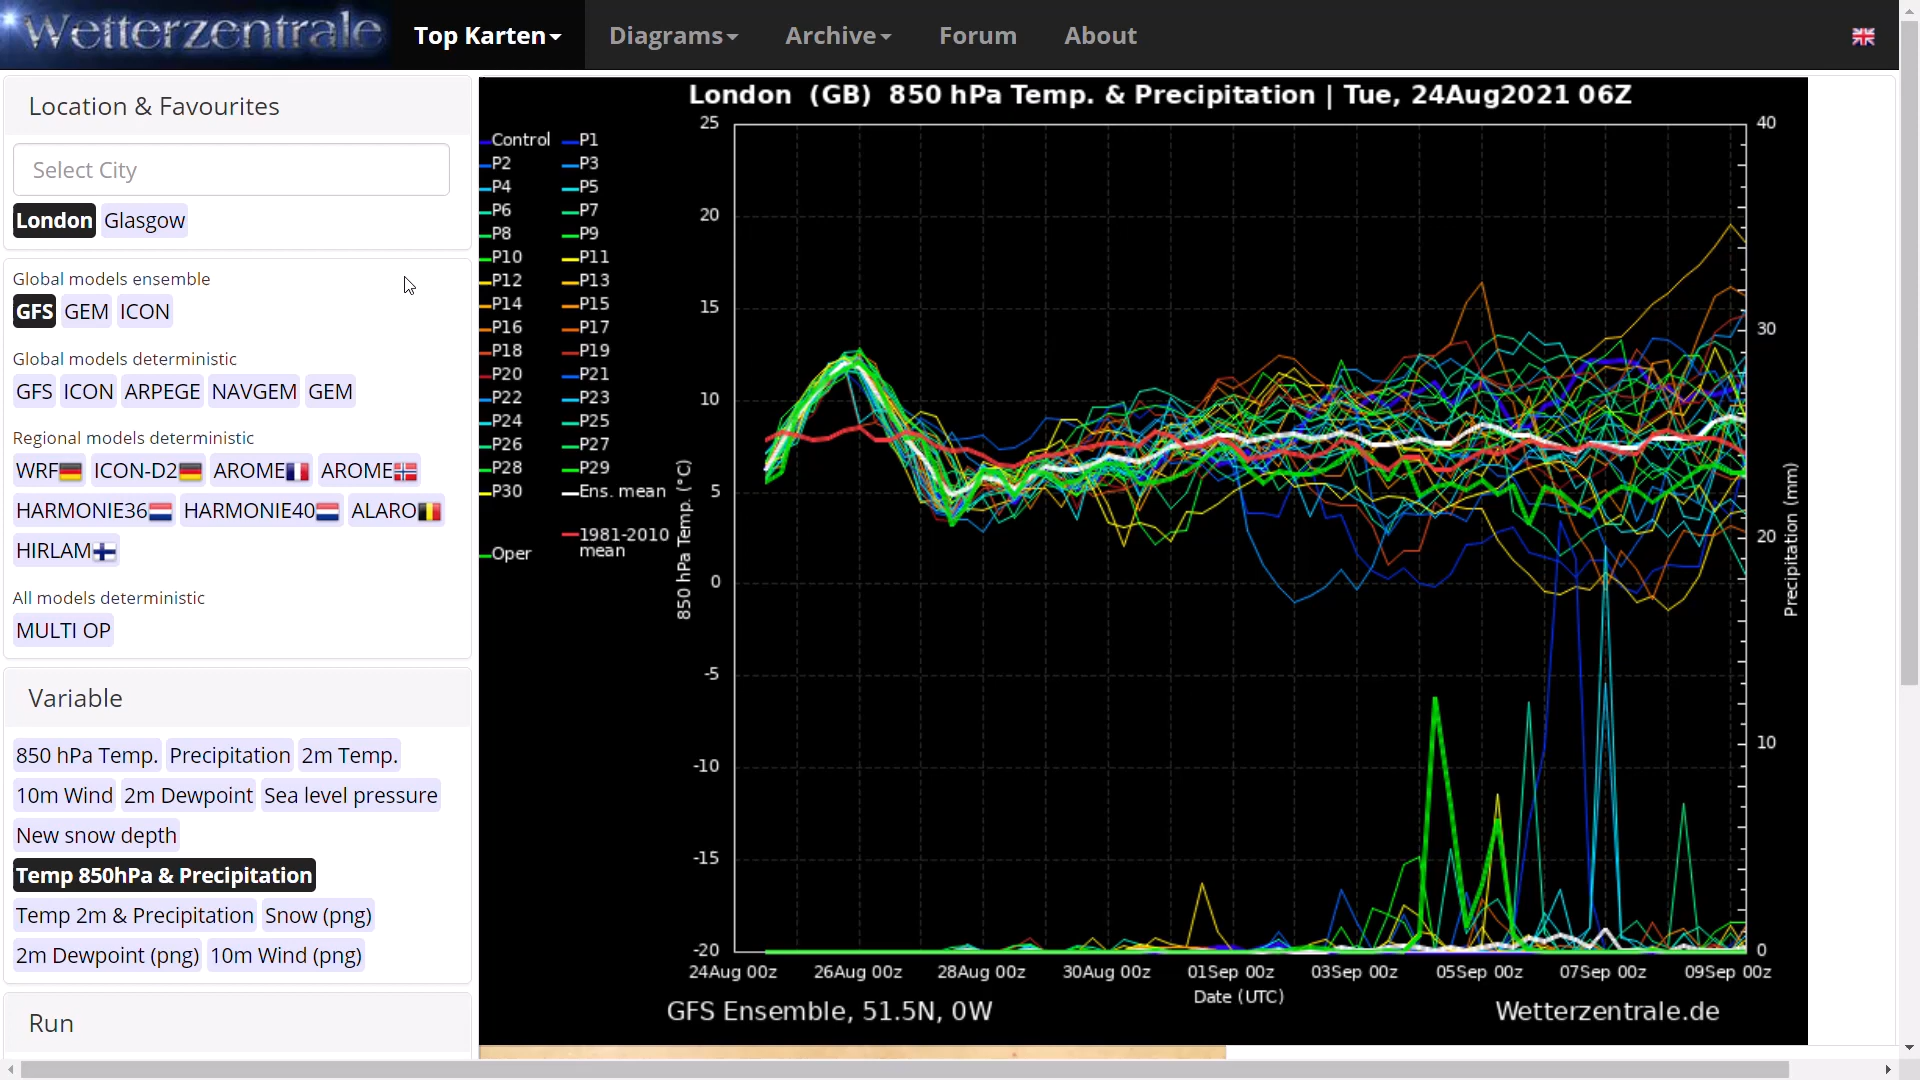 Wetterzentrale
Top Karten
Diagrams
Archive
Forum
About
Location & Favourites
Select City
London Glasgow
Global models ensemble
GFS GEM ICON
Global models deterministic
GFS ICON ARPEGE NAVGEM GEM
Regional models deterministic
WRF ICON-D2 AROME AROME
HARMONIE36 HARMONIE40 ALARO
HIRLAM
All models deterministic
MULTI OP
Variable
850 hPa Temp. Precipitation 2m Temp.
10m Wind 2m Dewpoint Sea level pressure
New snow depth
Temp 850hPa & Precipitation
Temp 2m & Precipitation Snow (png)
2m Dewpoint (png) 10m Wind (png)
Run
London (GB) 850 hPa Temp. & Precipitation | Tue, 24Aug2021 06Z
Control P1
P2 P3
P4 P5
P6 P7
P8 P9
P10 P11
P12 P13
P14 P15
P16 P17
P18 P19
P20 P21
P22 P23
P24 P25
P26 P27
P28 P29
P30 Ens. mean
1981-2010
mean
Oper
850 hPa Temp. (°C)
25
20
15
10
5
0
-5
-10
-15
-20
40
30
20
10
0
Precipitation (mm)
24Aug 00z 26Aug 00z 28Aug 00z 30Aug 00z 01Sep 00z 03Sep 00z 05Sep 00z 07Sep 00z 09Sep 00z
Date (UTC)
GFS Ensemble, 51.5N, 0W
Wetterzentrale.de